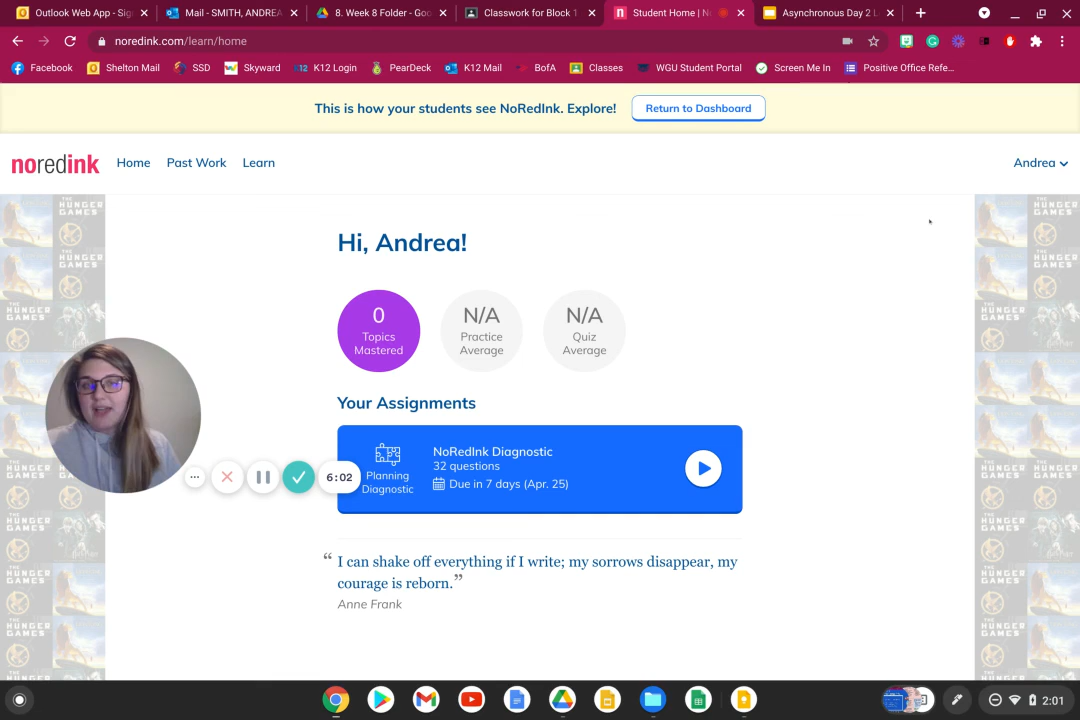 Outlook Web App - Sig
Mail - SMITH, ANDREA
8. Week 8 Folder - Goo
Classwork for Block 1
Student Home | N
Asynchronous Day 2 L
noredink.com/learn/home
Facebook
Shelton Mail
SSD
Skyward
K12 Login
PearDeck
K12 Mail
BofA
Classes
WGU Student Portal
Screen Me In
Positive Office Refe...
This is how your students see NoRedInk. Explore!
Return to Dashboard
noredink
Home
Past Work
Learn
Andrea
THE HUNGER GAMES
Hi, Andrea!
0
Topics
Mastered
N/A
Practice
Average
N/A
Quiz
Average
Your Assignments
Planning
Diagnostic
NoRedInk Diagnostic
32 questions
Due in 7 days (Apr. 25)
6:02
“ I can shake off everything if I write; my sorrows disappear, my
courage is reborn.”
Anne Frank
2:01